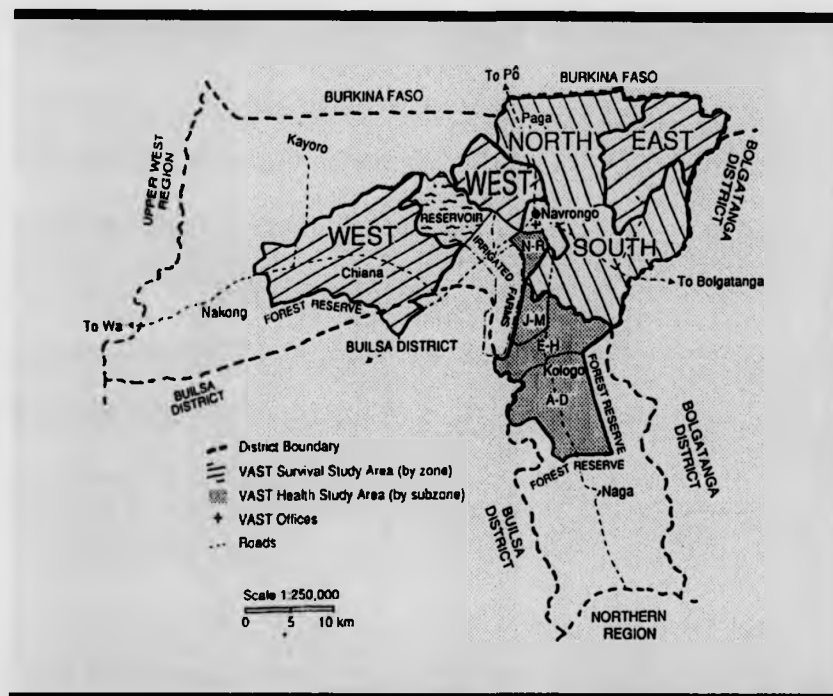 To Pô
BURKINA FASO
BURKINA FASO
Paga
Kayoro
NORTH
EAST
UPPER WEST
REGION
WEST
BOLGATANGA
DISTRICT
RESERVOIR
Navrongo
WEST
IRRIGATED
FARMS
N-R
SOUTH
Chiana
To Bolgatanga
Nakong
FOREST RESERVE
To Wa
J-M
BUILSA DISTRICT
E-H
Kologo
BUILSA
DISTRICT
A-D
FOREST RESERVE
BOLGATANGA
DISTRICT
District Boundary
VAST Survival Study Area (by zone)
FOREST RESERVE
VAST Health Study Area (by subzone)
Naga
VAST Offices
BUILSA
DISTRICT
Roads
Scale 1:250,000
0 5 10 km
NORTHERN
REGION